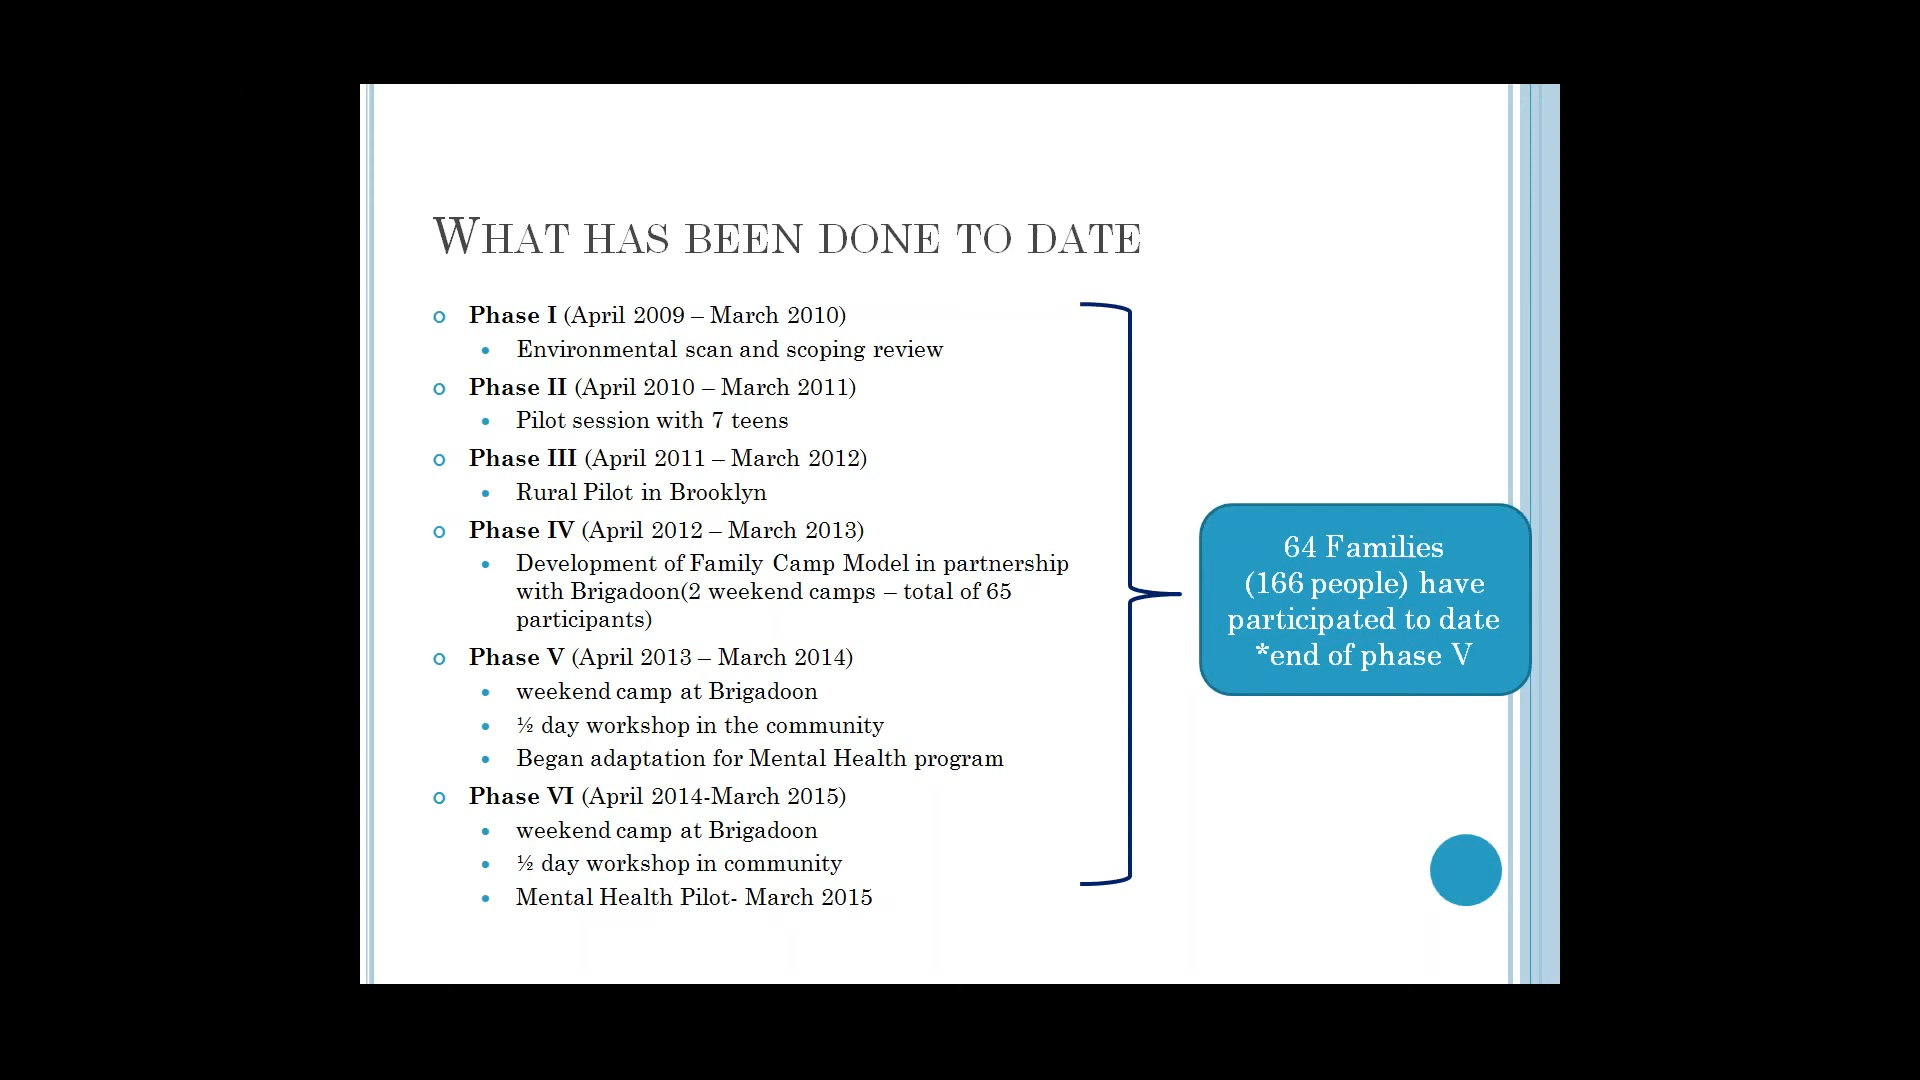 WHAT HAS BEEN DONE TO DATE
Phase I (April 2009 – March 2010)
Environmental scan and scoping review
Phase II (April 2010 – March 2011)
Pilot session with 7 teens
Phase III (April 2011 – March 2012)
Rural Pilot in Brooklyn
Phase IV (April 2012 – March 2013)
Development of Family Camp Model in partnership
with Brigadoon(2 weekend camps – total of 65
participants)
Phase V (April 2013 – March 2014)
weekend camp at Brigadoon
½ day workshop in the community
Began adaptation for Mental Health program
Phase VI (April 2014-March 2015)
weekend camp at Brigadoon
½ day workshop in community
Mental Health Pilot- March 2015
64 Families
(166 people) have
participated to date
*end of phase V